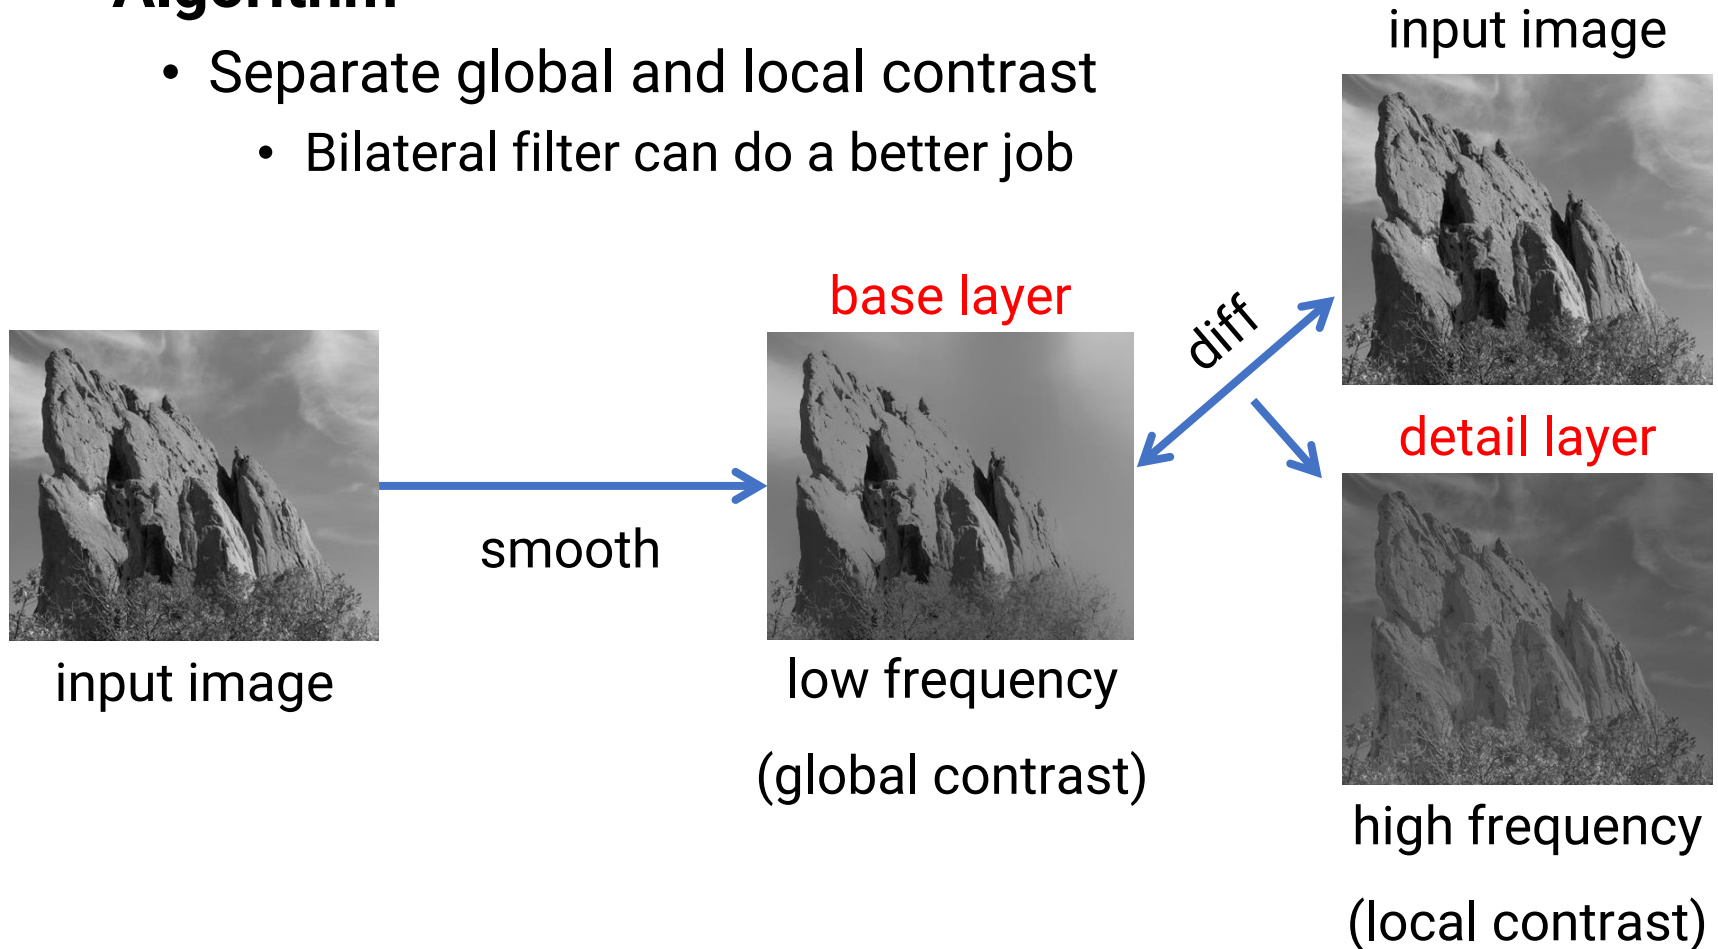 Algorithm
• Separate global and local contrast
• Bilateral filter can do a better job
input image
base layer
diff
detail layer
smooth
input image
low frequency
(global contrast)
high frequency
(local contrast)